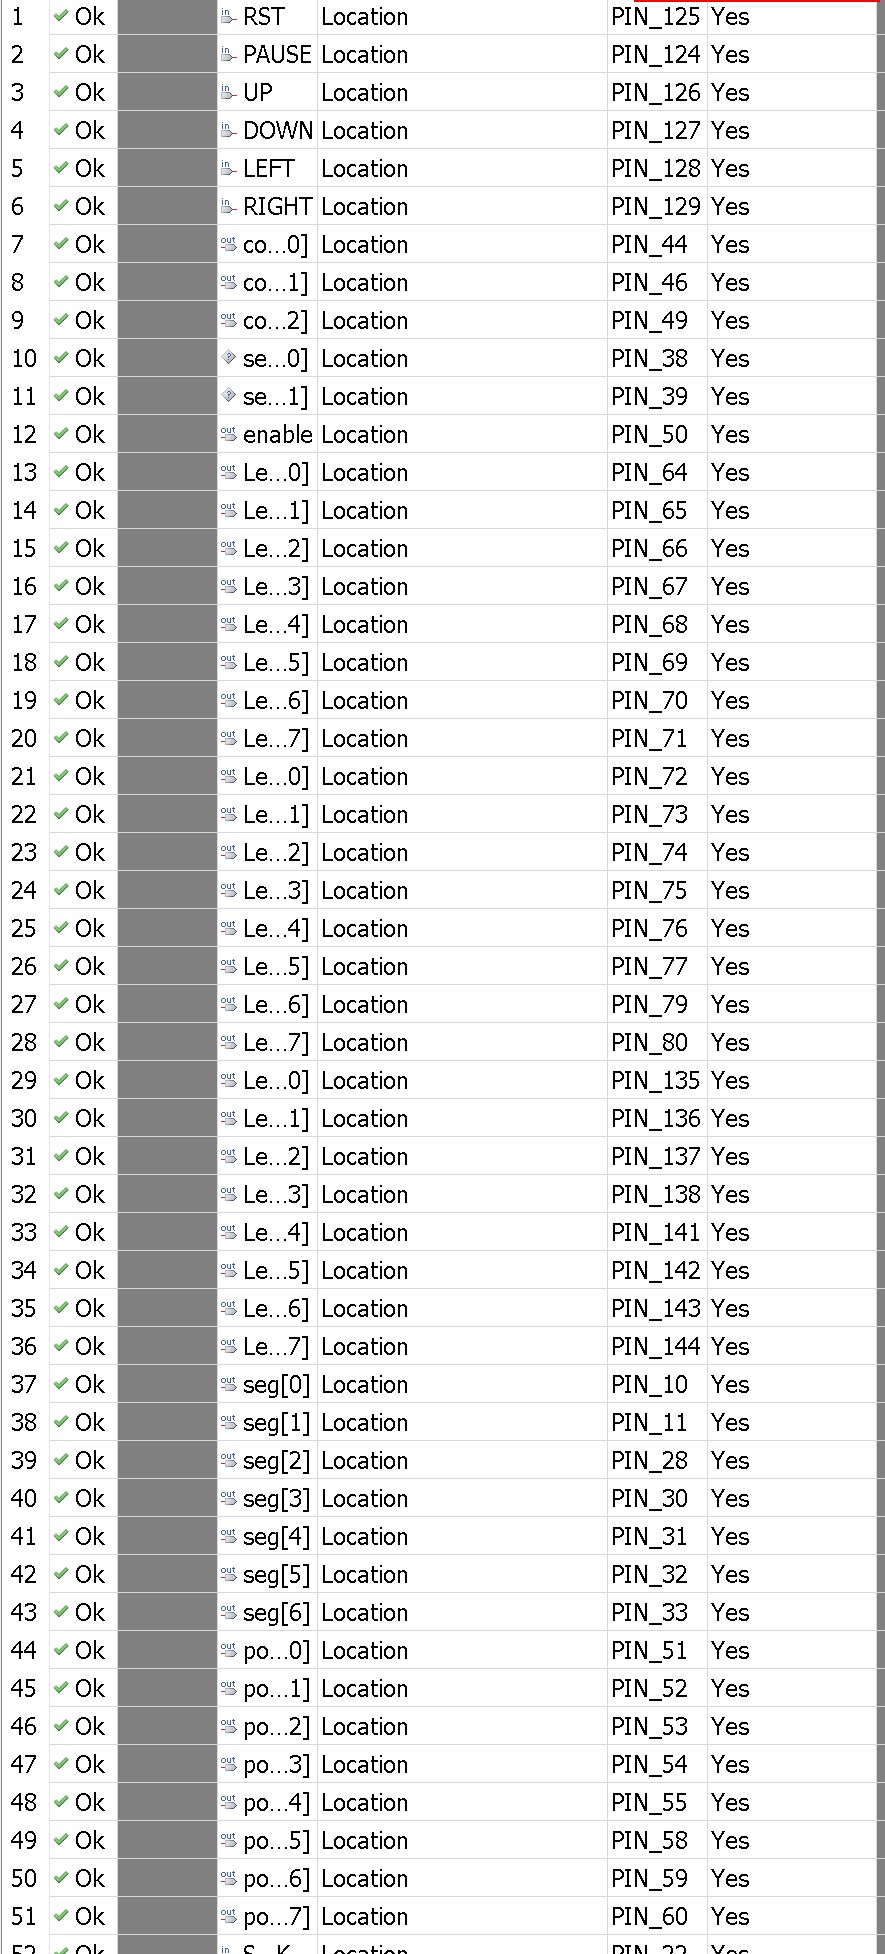 1 Ok in RST Location PIN_125 Yes
2 Ok in PAUSE Location PIN_124 Yes
3 Ok in UP Location PIN_126 Yes
4 Ok in DOWN Location PIN_127 Yes
5 Ok in LEFT Location PIN_128 Yes
6 Ok in RIGHT Location PIN_129 Yes
7 Ok out co...0] Location PIN_44 Yes
8 Ok out co...1] Location PIN_46 Yes
9 Ok out co...2] Location PIN_49 Yes
10 Ok ? se...0] Location PIN_38 Yes
11 Ok ? se...1] Location PIN_39 Yes
12 Ok out enable Location PIN_50 Yes
13 Ok out Le...0] Location PIN_64 Yes
14 Ok out Le...1] Location PIN_65 Yes
15 Ok out Le...2] Location PIN_66 Yes
16 Ok out Le...3] Location PIN_67 Yes
17 Ok out Le...4] Location PIN_68 Yes
18 Ok out Le...5] Location PIN_69 Yes
19 Ok out Le...6] Location PIN_70 Yes
20 Ok out Le...7] Location PIN_71 Yes
21 Ok out Le...0] Location PIN_72 Yes
22 Ok out Le...1] Location PIN_73 Yes
23 Ok out Le...2] Location PIN_74 Yes
24 Ok out Le...3] Location PIN_75 Yes
25 Ok out Le...4] Location PIN_76 Yes
26 Ok out Le...5] Location PIN_77 Yes
27 Ok out Le...6] Location PIN_79 Yes
28 Ok out Le...7] Location PIN_80 Yes
29 Ok out Le...0] Location PIN_135 Yes
30 Ok out Le...1] Location PIN_136 Yes
31 Ok out Le...2] Location PIN_137 Yes
32 Ok out Le...3] Location PIN_138 Yes
33 Ok out Le...4] Location PIN_141 Yes
34 Ok out Le...5] Location PIN_142 Yes
35 Ok out Le...6] Location PIN_143 Yes
36 Ok out Le...7] Location PIN_144 Yes
37 Ok out seg[0] Location PIN_10 Yes
38 Ok out seg[1] Location PIN_11 Yes
39 Ok out seg[2] Location PIN_28 Yes
40 Ok out seg[3] Location PIN_30 Yes
41 Ok out seg[4] Location PIN_31 Yes
42 Ok out seg[5] Location PIN_32 Yes
43 Ok out seg[6] Location PIN_33 Yes
44 Ok out po...0] Location PIN_51 Yes
45 Ok out po...1] Location PIN_52 Yes
46 Ok out po...2] Location PIN_53 Yes
47 Ok out po...3] Location PIN_54 Yes
48 Ok out po...4] Location PIN_55 Yes
49 Ok out po...5] Location PIN_58 Yes
50 Ok out po...6] Location PIN_59 Yes
51 Ok out po...7] Location PIN_60 Yes
52 Ok in S...K Location PIN_22 Yes